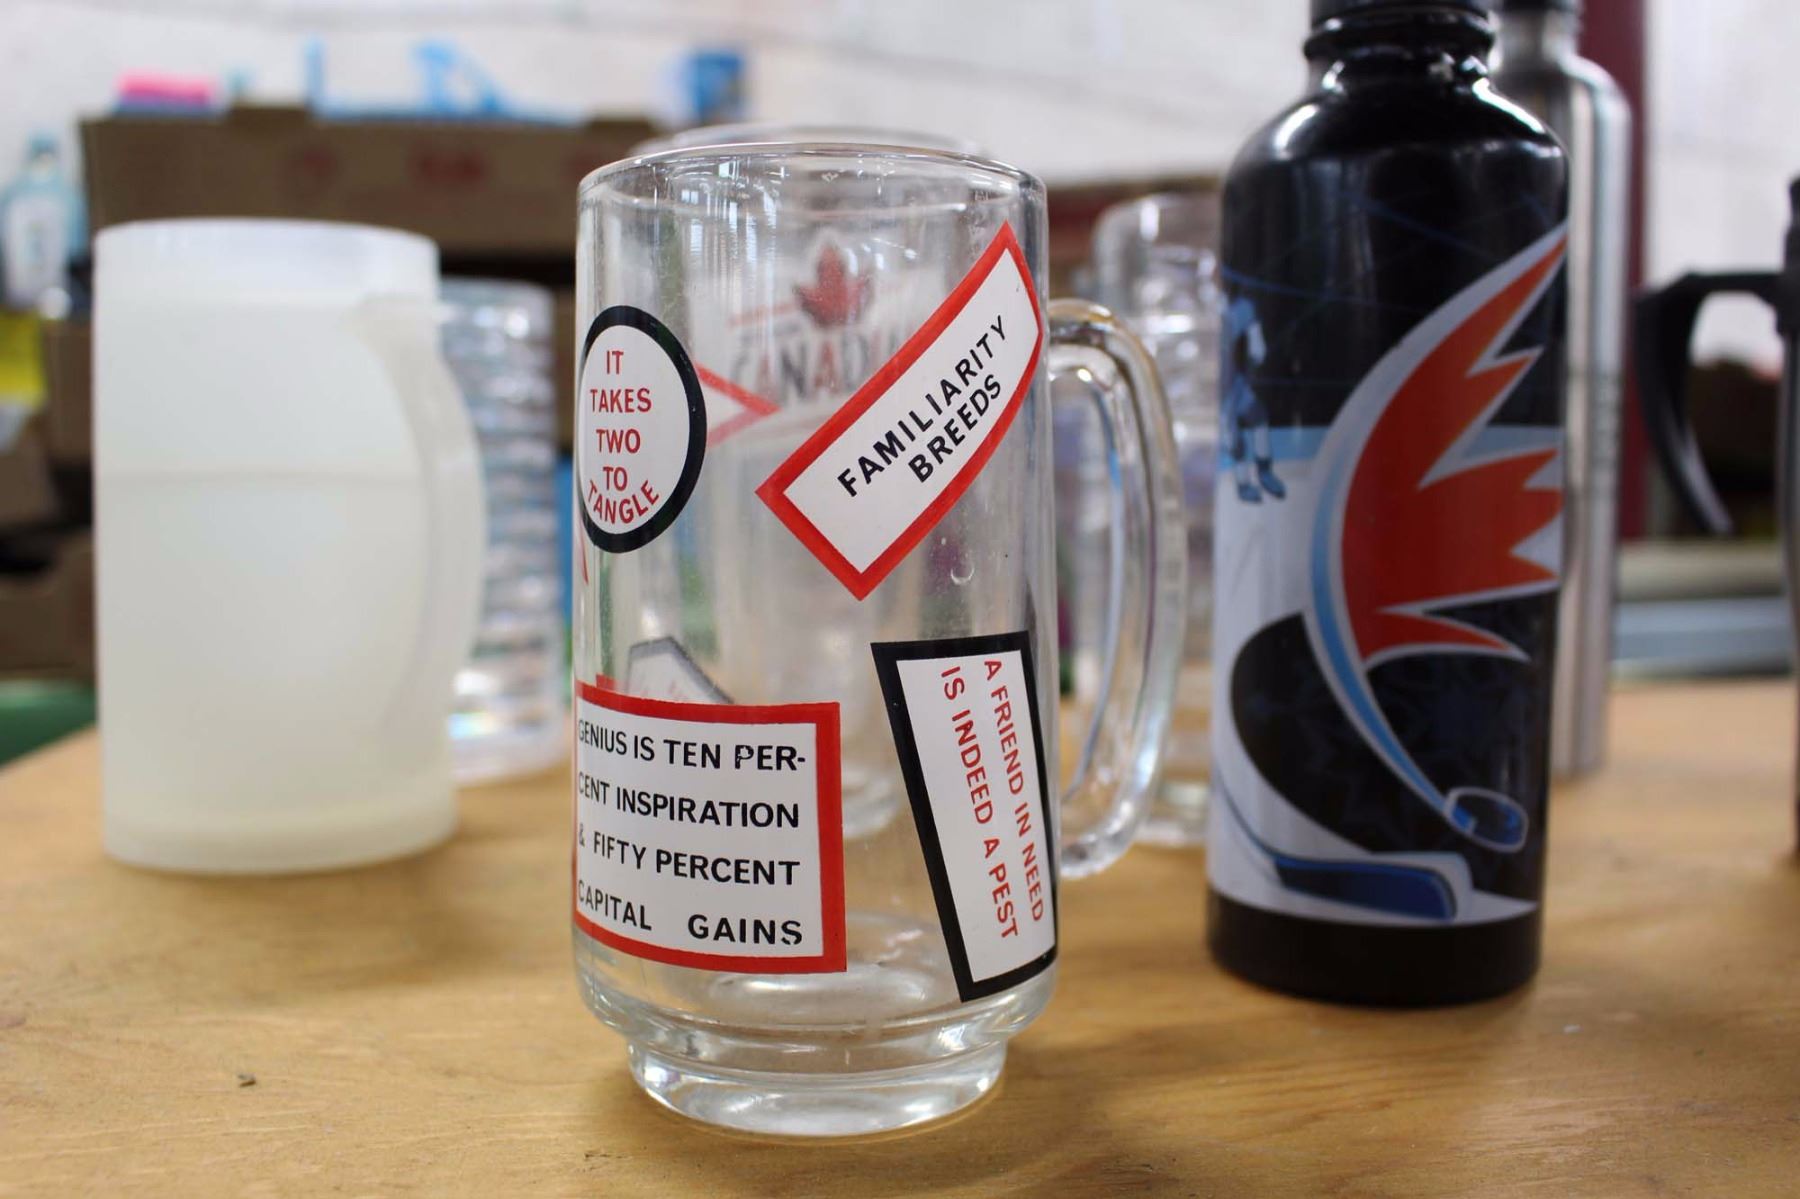 IT
TAKES
TWO
TO
TANGLE
FAMILIARITY
BREEDS
GENIUS IS TEN PER-
CENT INSPIRATION
& FIFTY PERCENT
CAPITAL GAINS
A FRIEND IN NEED
IS INDEED A PEST